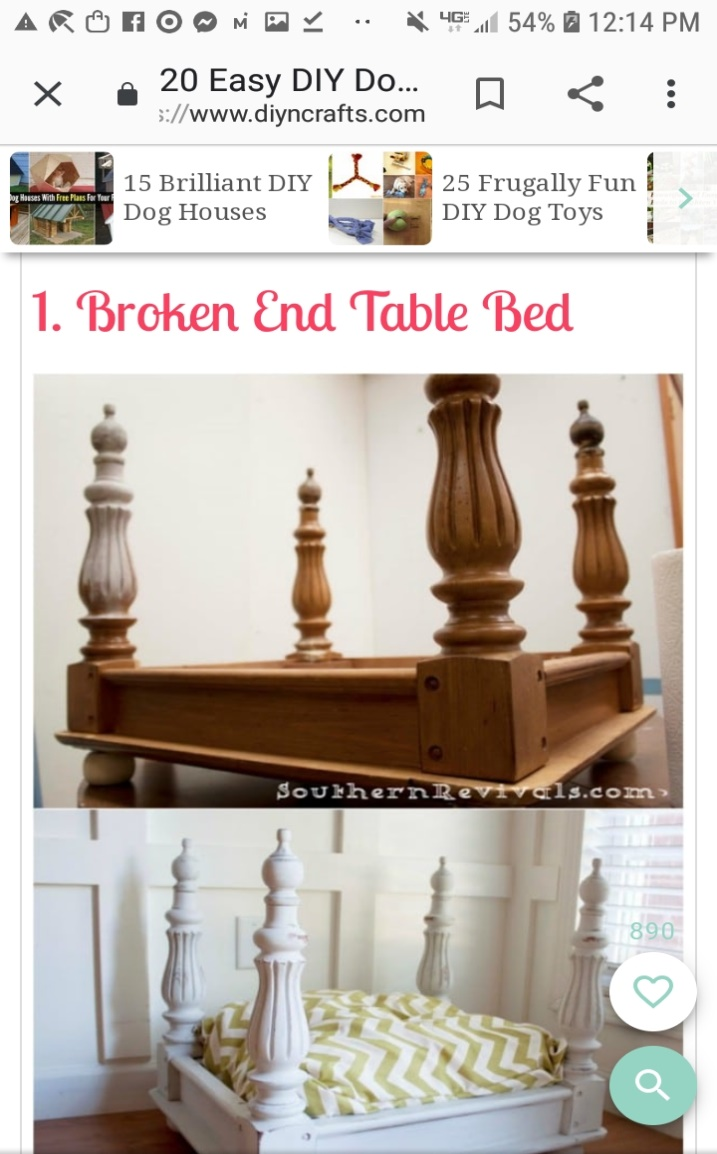 4GE 54% 12:14 PM
20 Easy DIY Do...
s://www.diyncrafts.com
15 Brilliant DIY
Dog Houses
25 Frugally Fun
DIY Dog Toys
1. Broken End Table Bed
SouthernRevivals.com
890